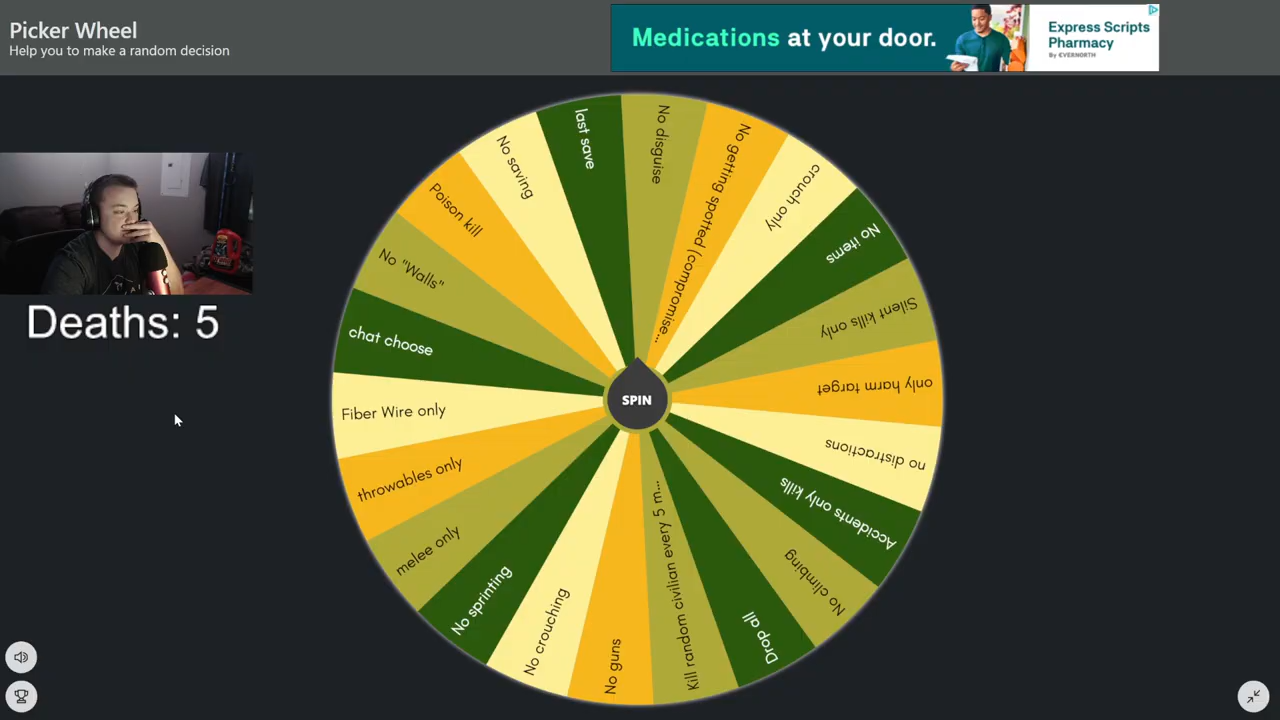 Picker Wheel
Help you to make a random decision
Medications at your door.
Express Scripts
Pharmacy
By EVERNORTH
last save
No disguise
No getting spotted (compromise...
crouch only
No items
Silent kills only
only harm target
no distractions
Accidents only kills
No climbing
Drop all
Kill random civilian every 5 m...
No guns
No crouching
No sprinting
melee only
throwables only
Fiber Wire only
chat choose
No "Walls"
Poison kill
No saving
SPIN
Deaths: 5